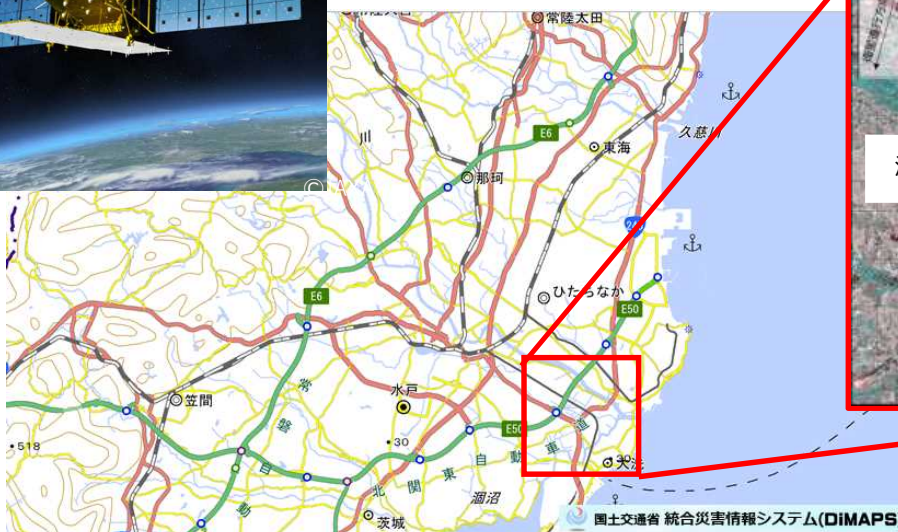 常陸太田
久慈川
E6
東海
川
那珂
245
ひたちなか
E6
E50
水戸
笠間
常磐自動
518
30
E50
北関東自動車道
大洗
涸沼
茨城
国土交通省 統合災害情報システム(DiMAPS